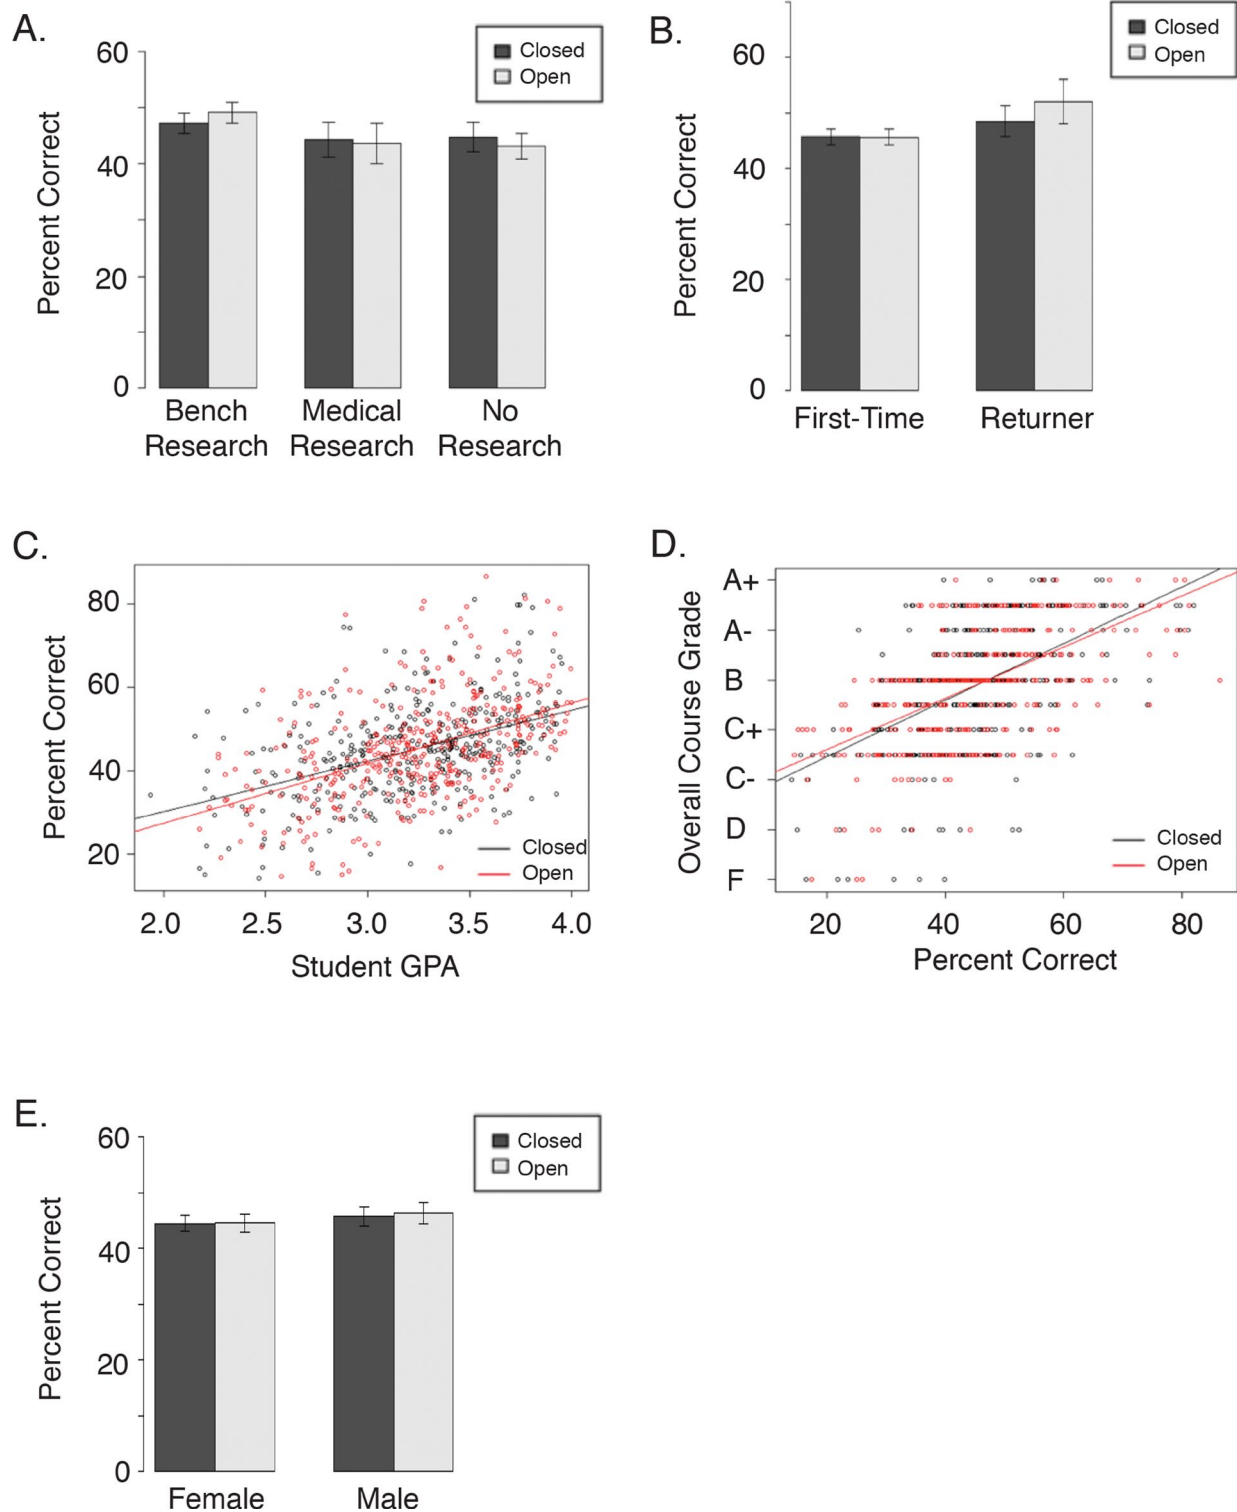 A.
60
40
20
0
Percent Correct
Closed
Open
Bench
Research
Medical
Research
No
Research
B.
60
40
20
0
Percent Correct
Closed
Open
First-Time
Returner
C.
80
60
40
20
Percent Correct
Closed
Open
2.0
2.5
3.0
3.5
4.0
Student GPA
D.
A+
A-
B
C+
C-
D
F
Overall Course Grade
Closed
Open
20
40
60
80
Percent Correct
E.
60
40
20
0
Percent Correct
Closed
Open
Female
Male